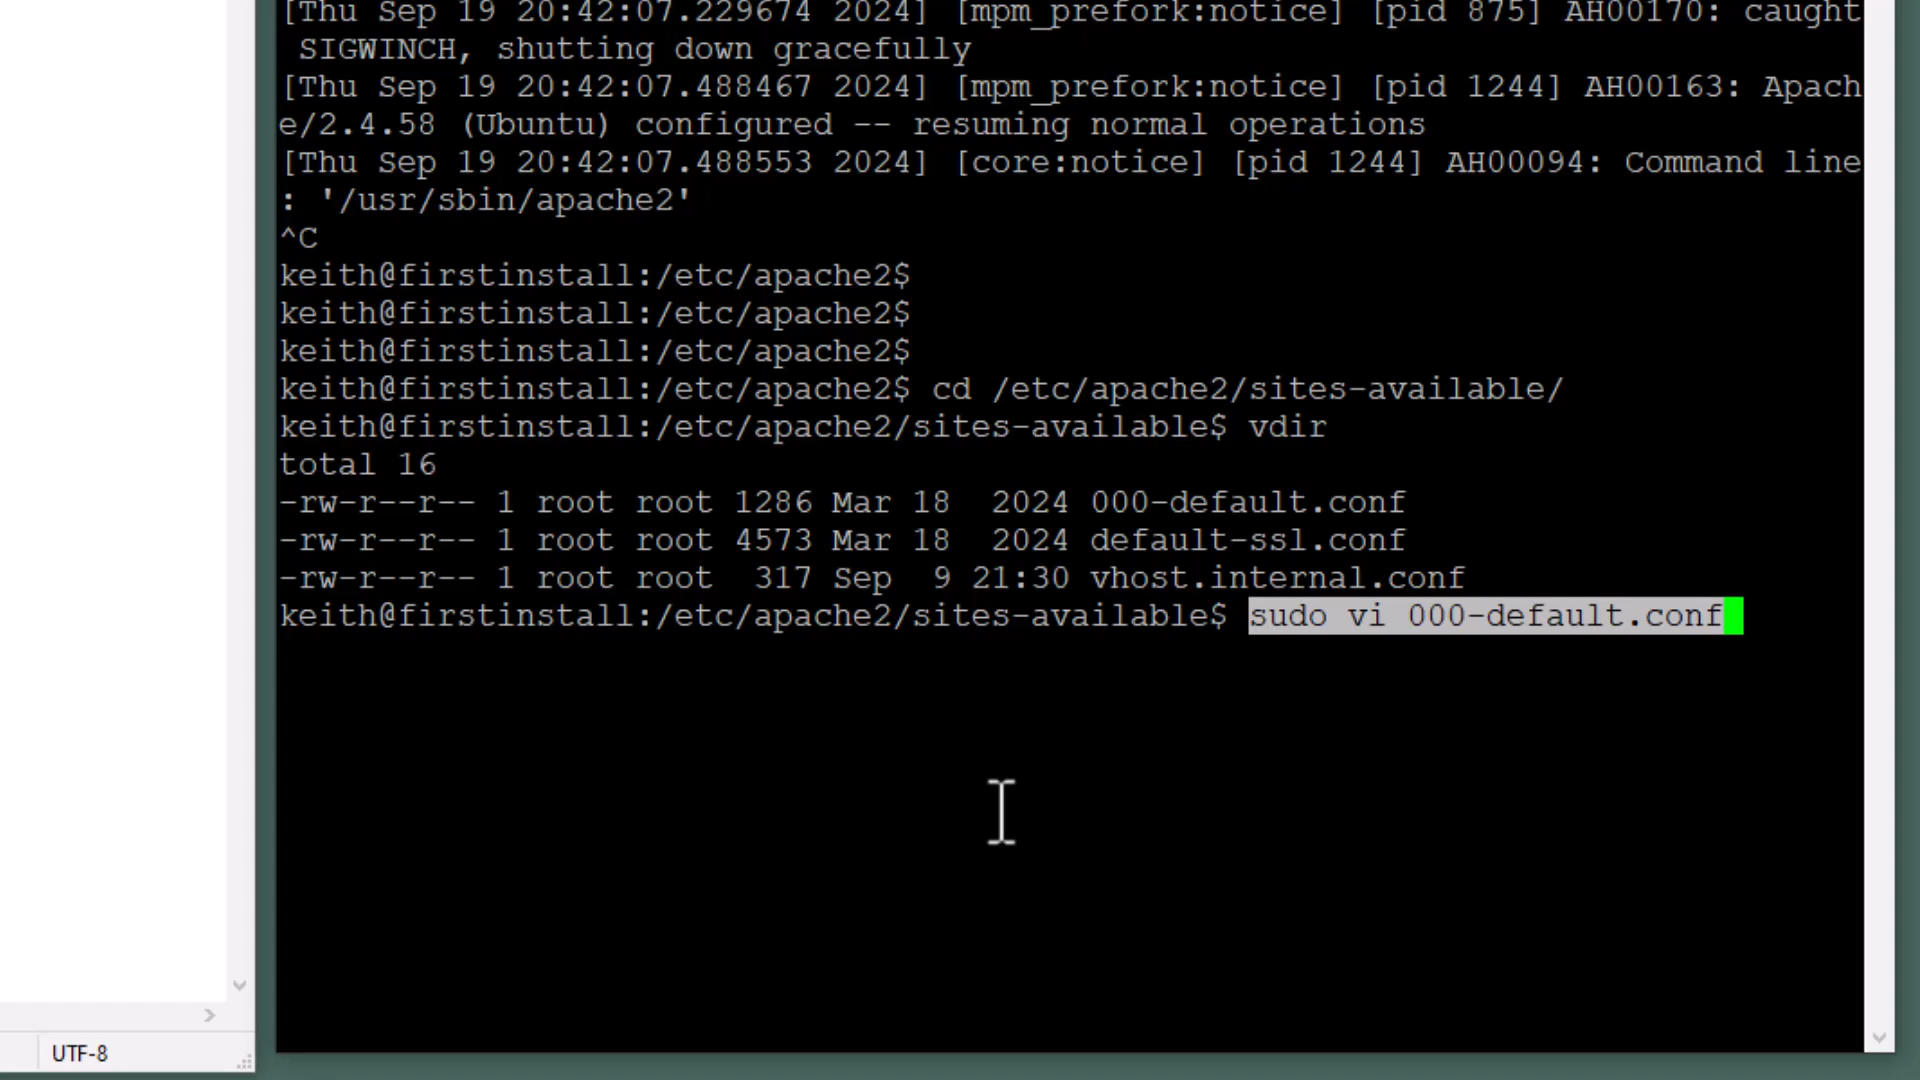 [Thu Sep 19 20:42:07.229674 2024] [mpm_prefork:notice] [pid 875] AH00170: caught
SIGWINCH, shutting down gracefully
[Thu Sep 19 20:42:07.488467 2024] [mpm_prefork:notice] [pid 1244] AH00163: Apach
e/2.4.58 (Ubuntu) configured -- resuming normal operations
[Thu Sep 19 20:42:07.488553 2024] [core:notice] [pid 1244] AH00094: Command line
: '/usr/sbin/apache2'
^C
keith@firstinstall:/etc/apache2$
keith@firstinstall:/etc/apache2$
keith@firstinstall:/etc/apache2$
keith@firstinstall:/etc/apache2$ cd /etc/apache2/sites-available/
keith@firstinstall:/etc/apache2/sites-available$ vdir
total 16
-rw-r--r-- 1 root root 1286 Mar 18  2024 000-default.conf
-rw-r--r-- 1 root root 4573 Mar 18  2024 default-ssl.conf
-rw-r--r-- 1 root root  317 Sep  9 21:30 vhost.internal.conf
keith@firstinstall:/etc/apache2/sites-available$ sudo vi 000-default.conf
UTF-8